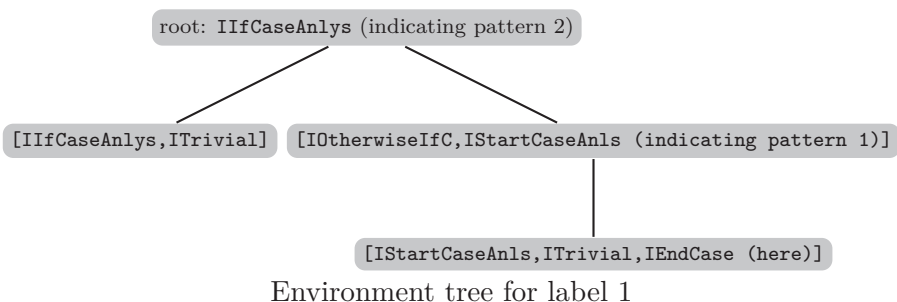 root: IIfCaseAnlys (indicating pattern 2)
[IIfCaseAnlys,ITrivial]
[IOtherwiseIfC,IStartCaseAnls (indicating pattern 1)]
[IStartCaseAnls,ITrivial,IEndCase (here)]
Environment tree for label 1